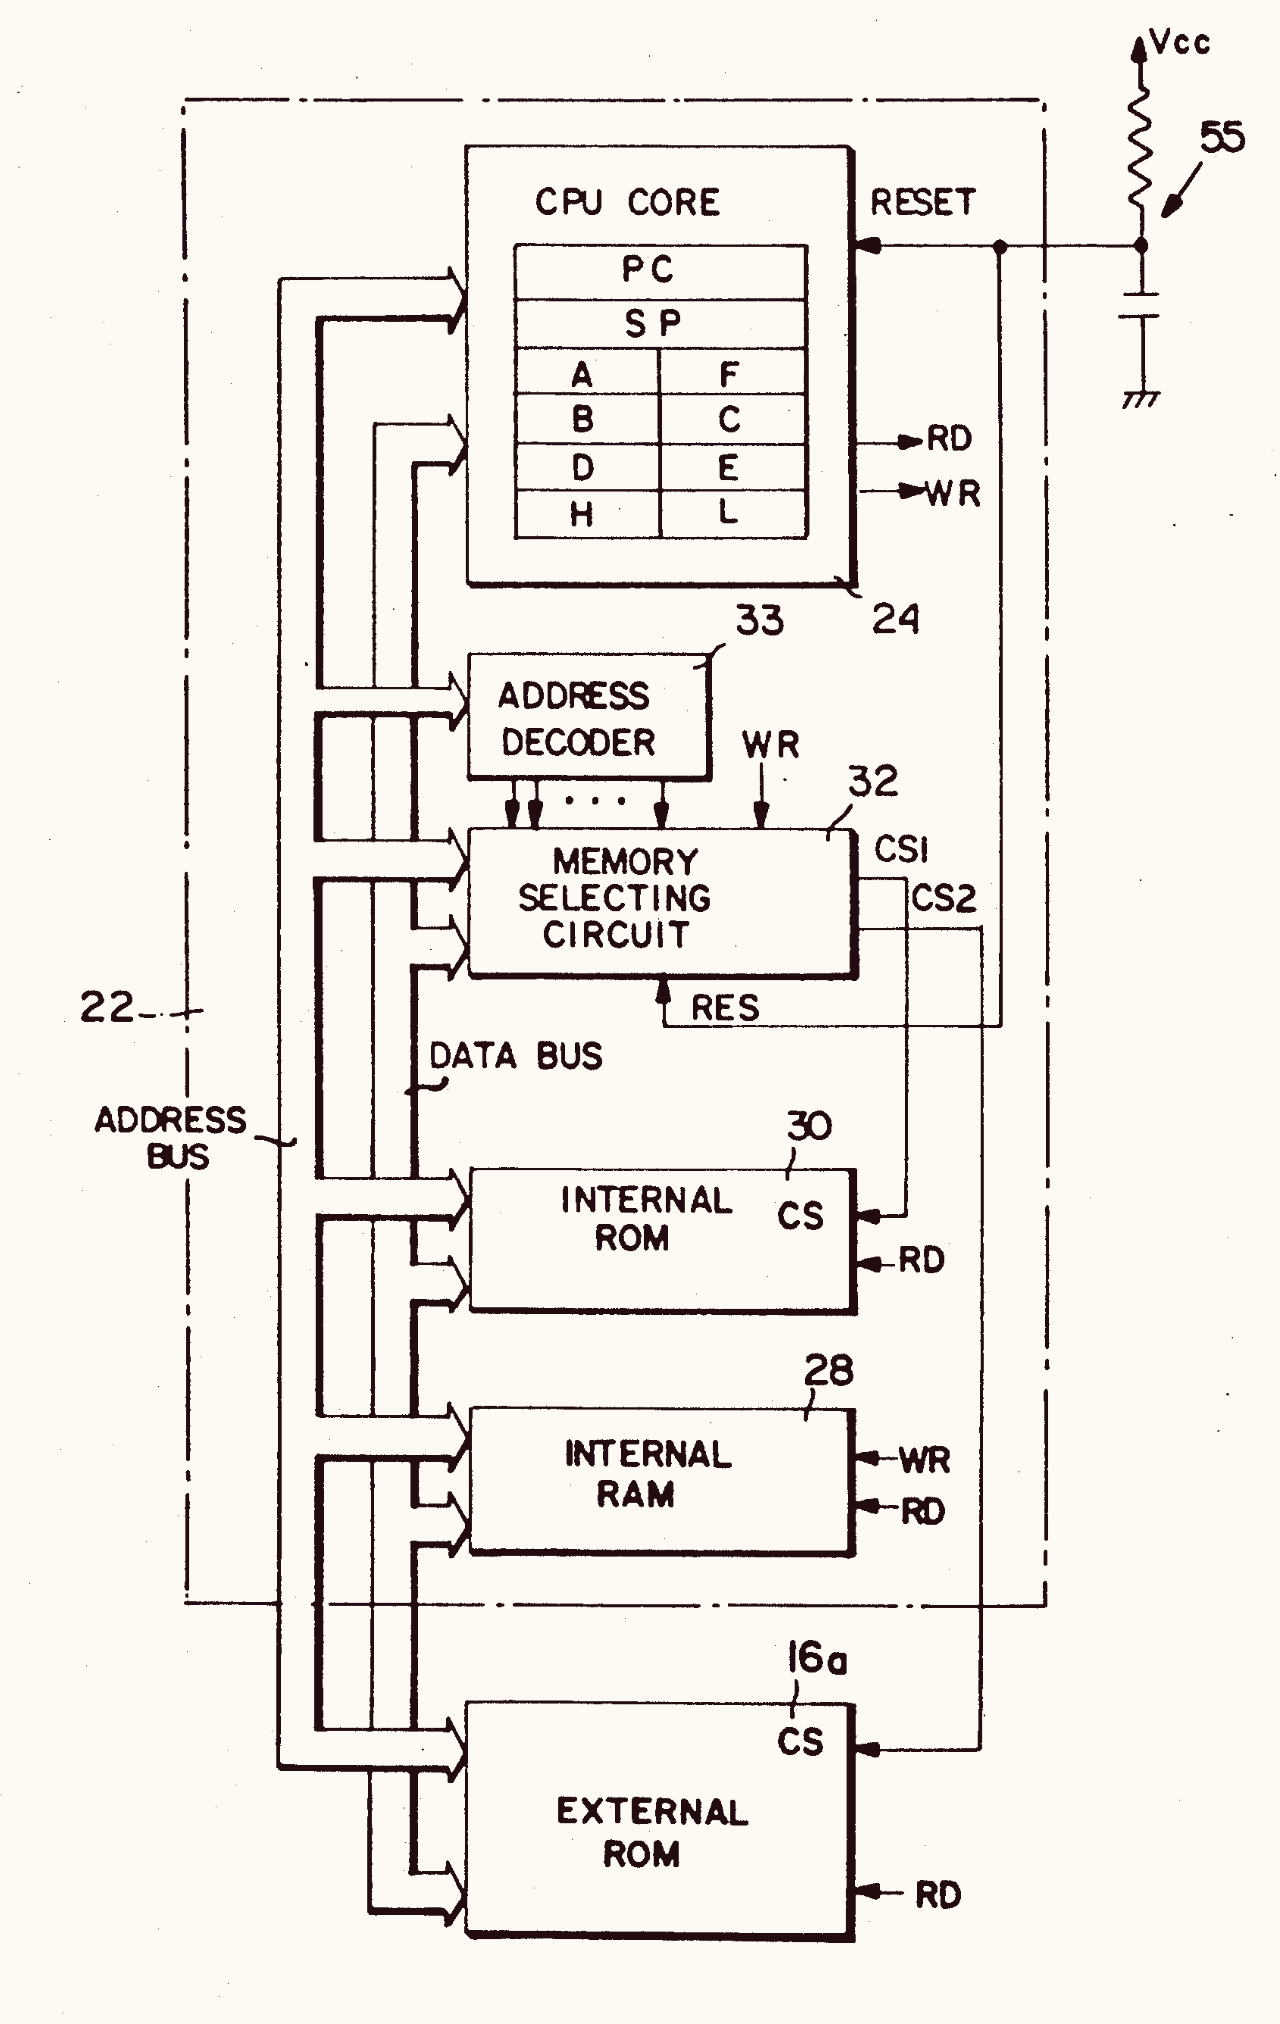 Vcc
55
CPU CORE
RESET
PC
SP
A F
B C
D E
H L
RD
WR
24
33
ADDRESS
DECODER
WR
32
MEMORY
SELECTING
CIRCUIT
CS1
CS2
RES
22
DATA BUS
ADDRESS
BUS
30
INTERNAL
ROM
CS
RD
28
INTERNAL
RAM
WR
RD
16a
CS
EXTERNAL
ROM
RD